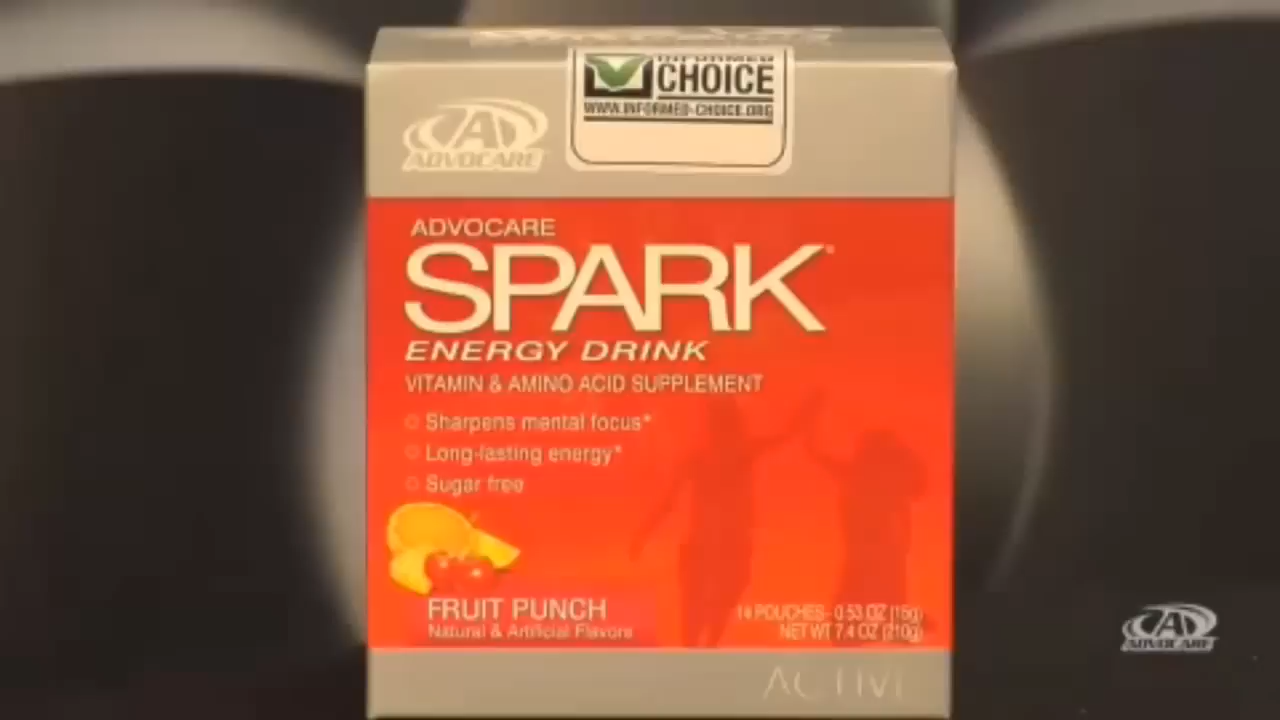 INFORMED
CHOICE
WWW.INFORMED-CHOICE.ORG
A
ADVOCARE
ADVOCARE
SPARK
ENERGY DRINK
VITAMIN & AMINO ACID SUPPLEMENT
Sharpens mental focus*
Long-lasting energy*
Sugar free
FRUIT PUNCH
Natural & Artificial Flavors
14 POUCHES - 0.53 OZ (15g)
NET WT 7.4 OZ (210g)
ACTIVE
A
ADVOCARE